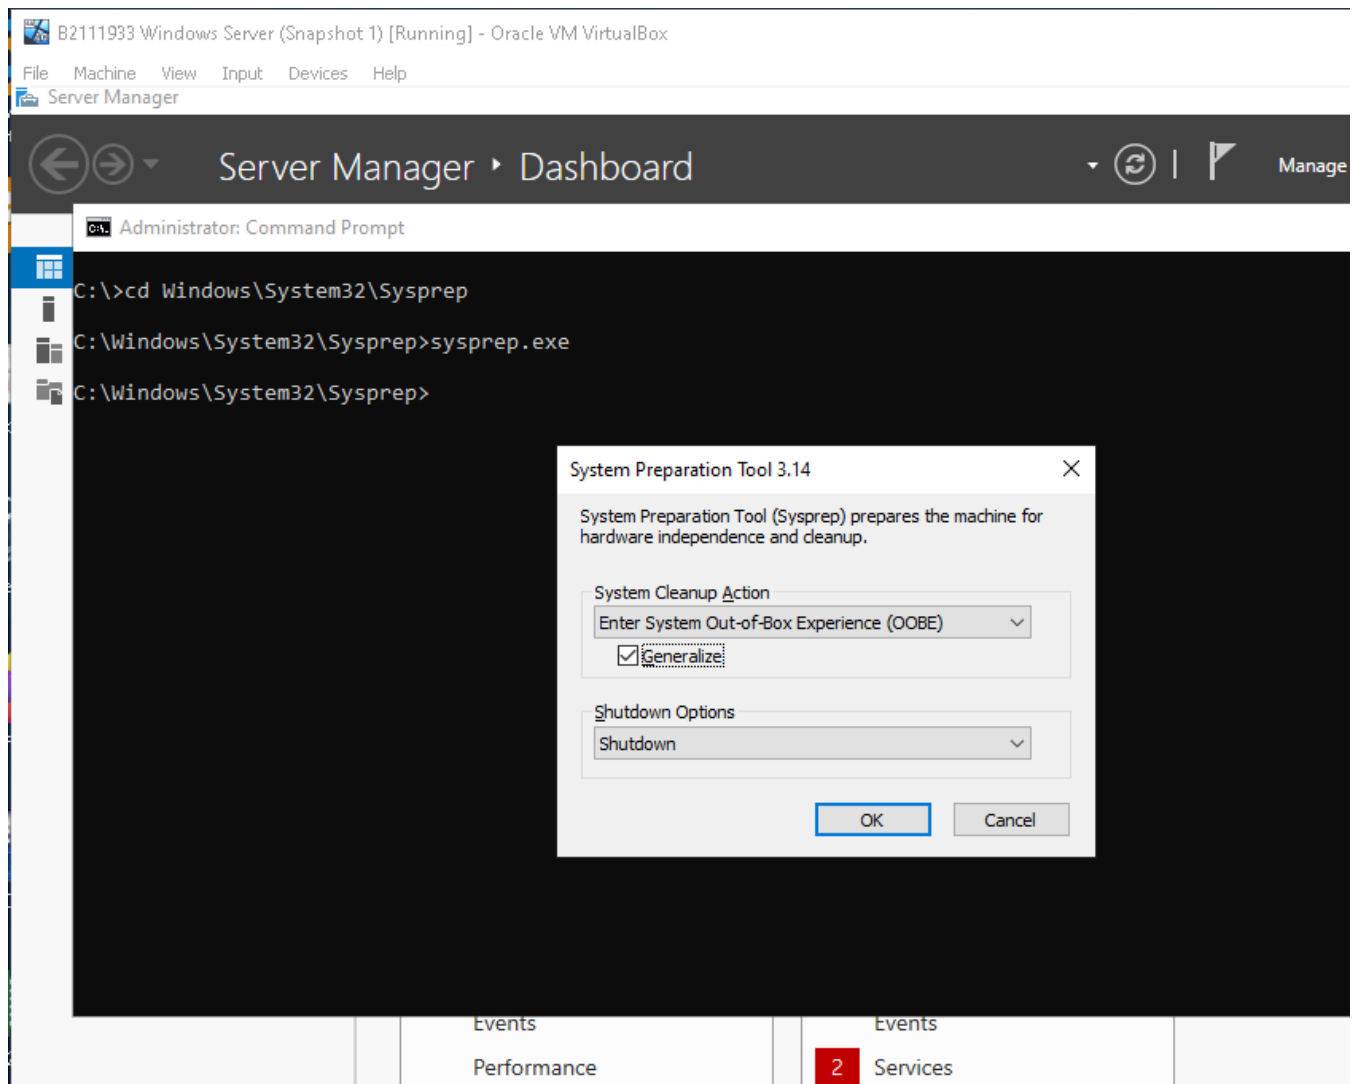 B2111933 Windows Server (Snapshot 1) [Running] - Oracle VM VirtualBox
File Machine View Input Devices Help
Server Manager
Server Manager ‣ Dashboard
Manage
Administrator: Command Prompt
C:\>cd Windows\System32\Sysprep
C:\Windows\System32\Sysprep>sysprep.exe
C:\Windows\System32\Sysprep>
System Preparation Tool 3.14
System Preparation Tool (Sysprep) prepares the machine for
hardware independence and cleanup.
System Cleanup Action
Enter System Out-of-Box Experience (OOBE)
Generalize
Shutdown Options
Shutdown
OK Cancel
Events Events
Performance 2 Services